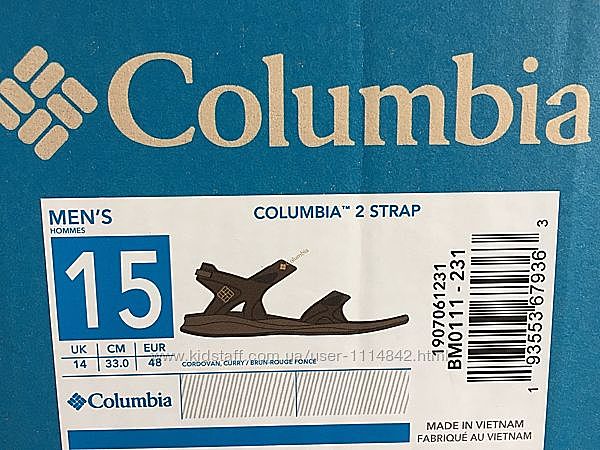 Columbia
MEN'S
HOMMES
15
UK CM EUR
14 33.0 48
COLUMBIA™ 2 STRAP
Columbia
CORDOVAN, CURRY / BRUN-ROUGE FONCE
Columbia
1907061231
BM0111 - 231
1 93553 67936 3
MADE IN VIETNAM
FABRIQUÉ AU VIETNAM
www.kidstaff.com.ua/user-1114842.html